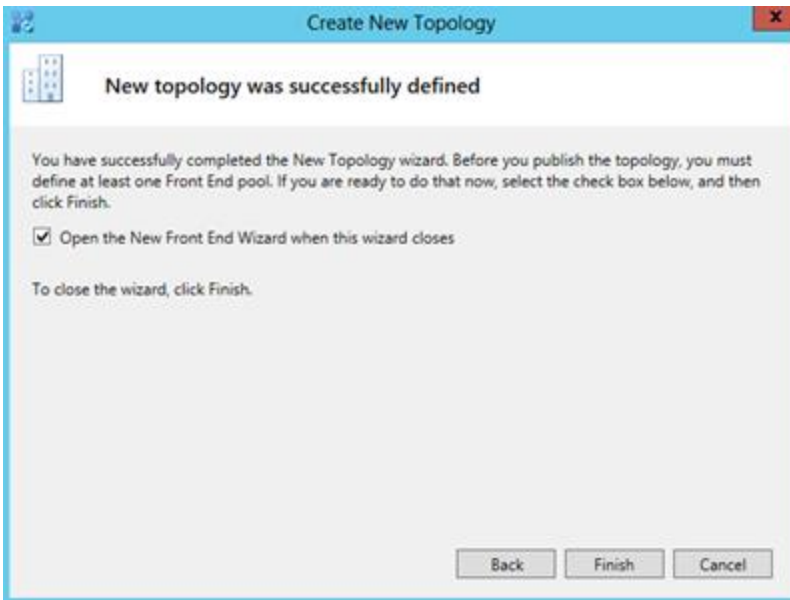 Create New Topology
x
New topology was successfully defined
You have successfully completed the New Topology wizard. Before you publish the topology, you must
define at least one Front End pool. If you are ready to do that now, select the check box below, and then
click Finish.
Open the New Front End Wizard when this wizard closes
To close the wizard, click Finish.
Back Finish Cancel